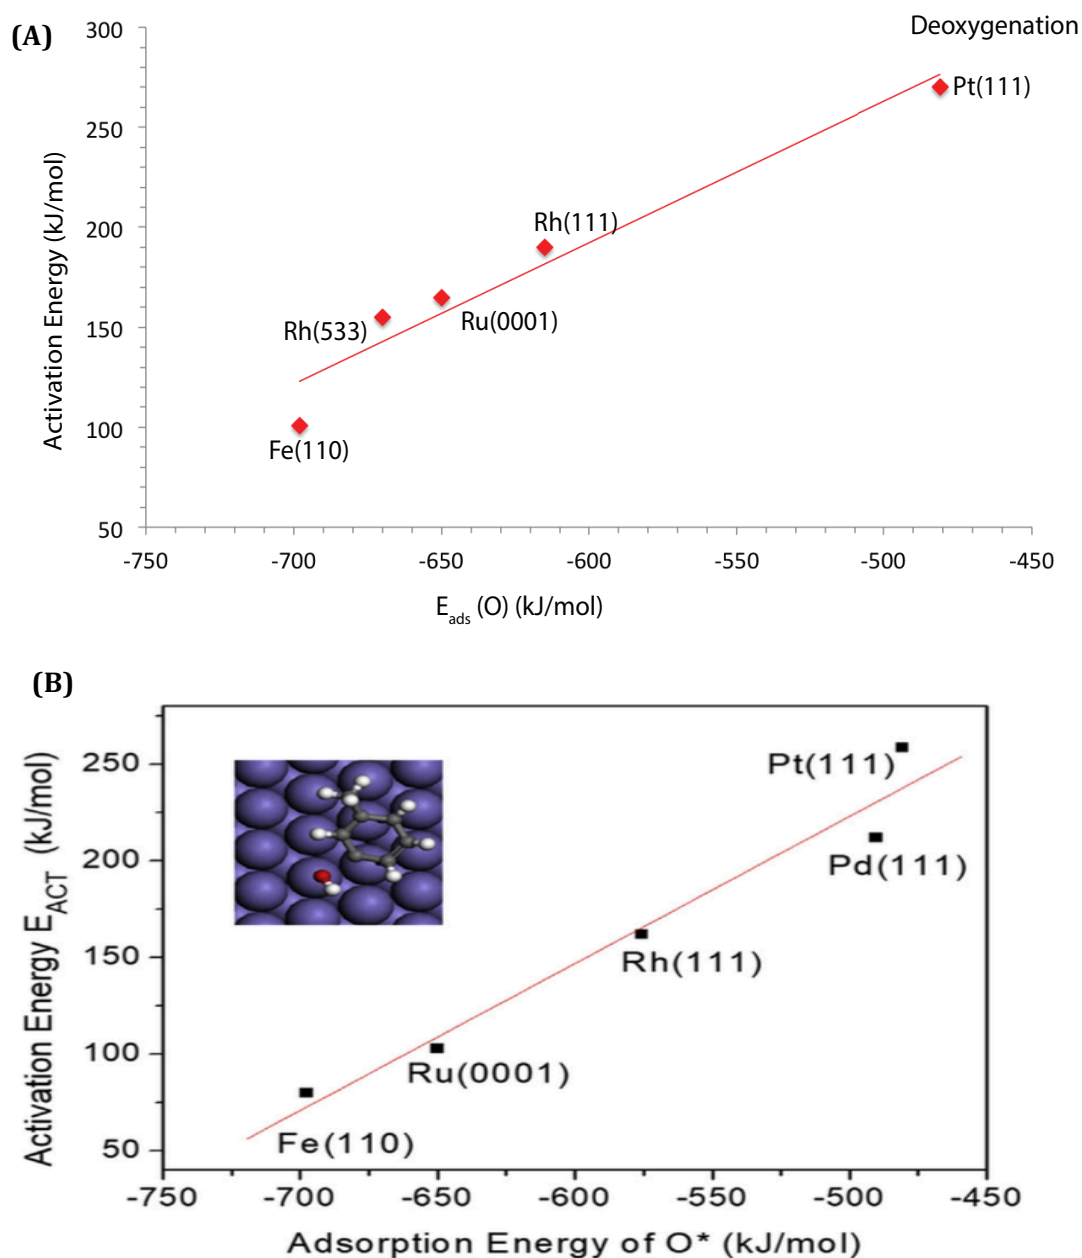 (A)
Deoxygenation
300
250
200
150
100
50
Activation Energy (kJ/mol)
Pt(111)
Rh(111)
Ru(0001)
Rh(533)
Fe(110)
-750 -700 -650 -600 -550 -500 -450
Eads (O) (kJ/mol)
(B)
250
200
150
100
50
Activation Energy EACT (kJ/mol)
Pt(111)
Pd(111)
Rh(111)
Ru(0001)
Fe(110)
-750 -700 -650 -600 -550 -500 -450
Adsorption Energy of O* (kJ/mol)